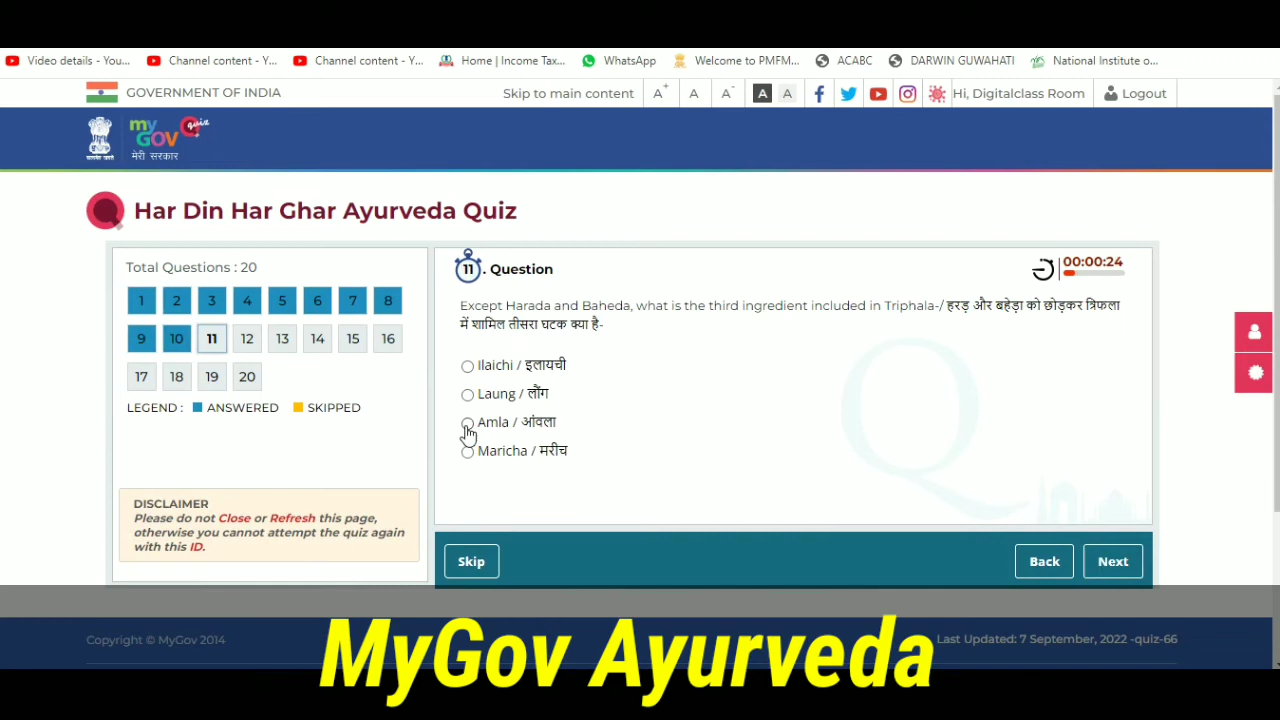 Video details - You...
Channel content - Y...
Channel content - Y...
Home | Income Tax...
WhatsApp
Welcome to PMFM...
ACABC
DARWIN GUWAHATI
National Institute o...
GOVERNMENT OF INDIA
Skip to main content
A+
A
A-
A
A
Hi, Digitalclass Room
Logout
my GOV quiz
मेरी सरकार
Har Din Har Ghar Ayurveda Quiz
Total Questions : 20
1 2 3 4 5 6 7 8
9 10 11 12 13 14 15 16
17 18 19 20
LEGEND : ANSWERED SKIPPED
DISCLAIMER
Please do not Close or Refresh this page,
otherwise you cannot attempt the quiz again
with this ID.
11 . Question
00:00:24
Except Harada and Baheda, what is the third ingredient included in Triphala-/ हरड़ और बहेड़ा को छोड़कर त्रिफला
में शामिल तीसरा घटक क्या है-
Ilaichi / इलायची
Laung / लौंग
Amla / आंवला
Maricha / मरीच
Skip
Back
Next
Copyright © MyGov 2014
Last Updated: 7 September, 2022 -quiz-66
MyGov Ayurveda